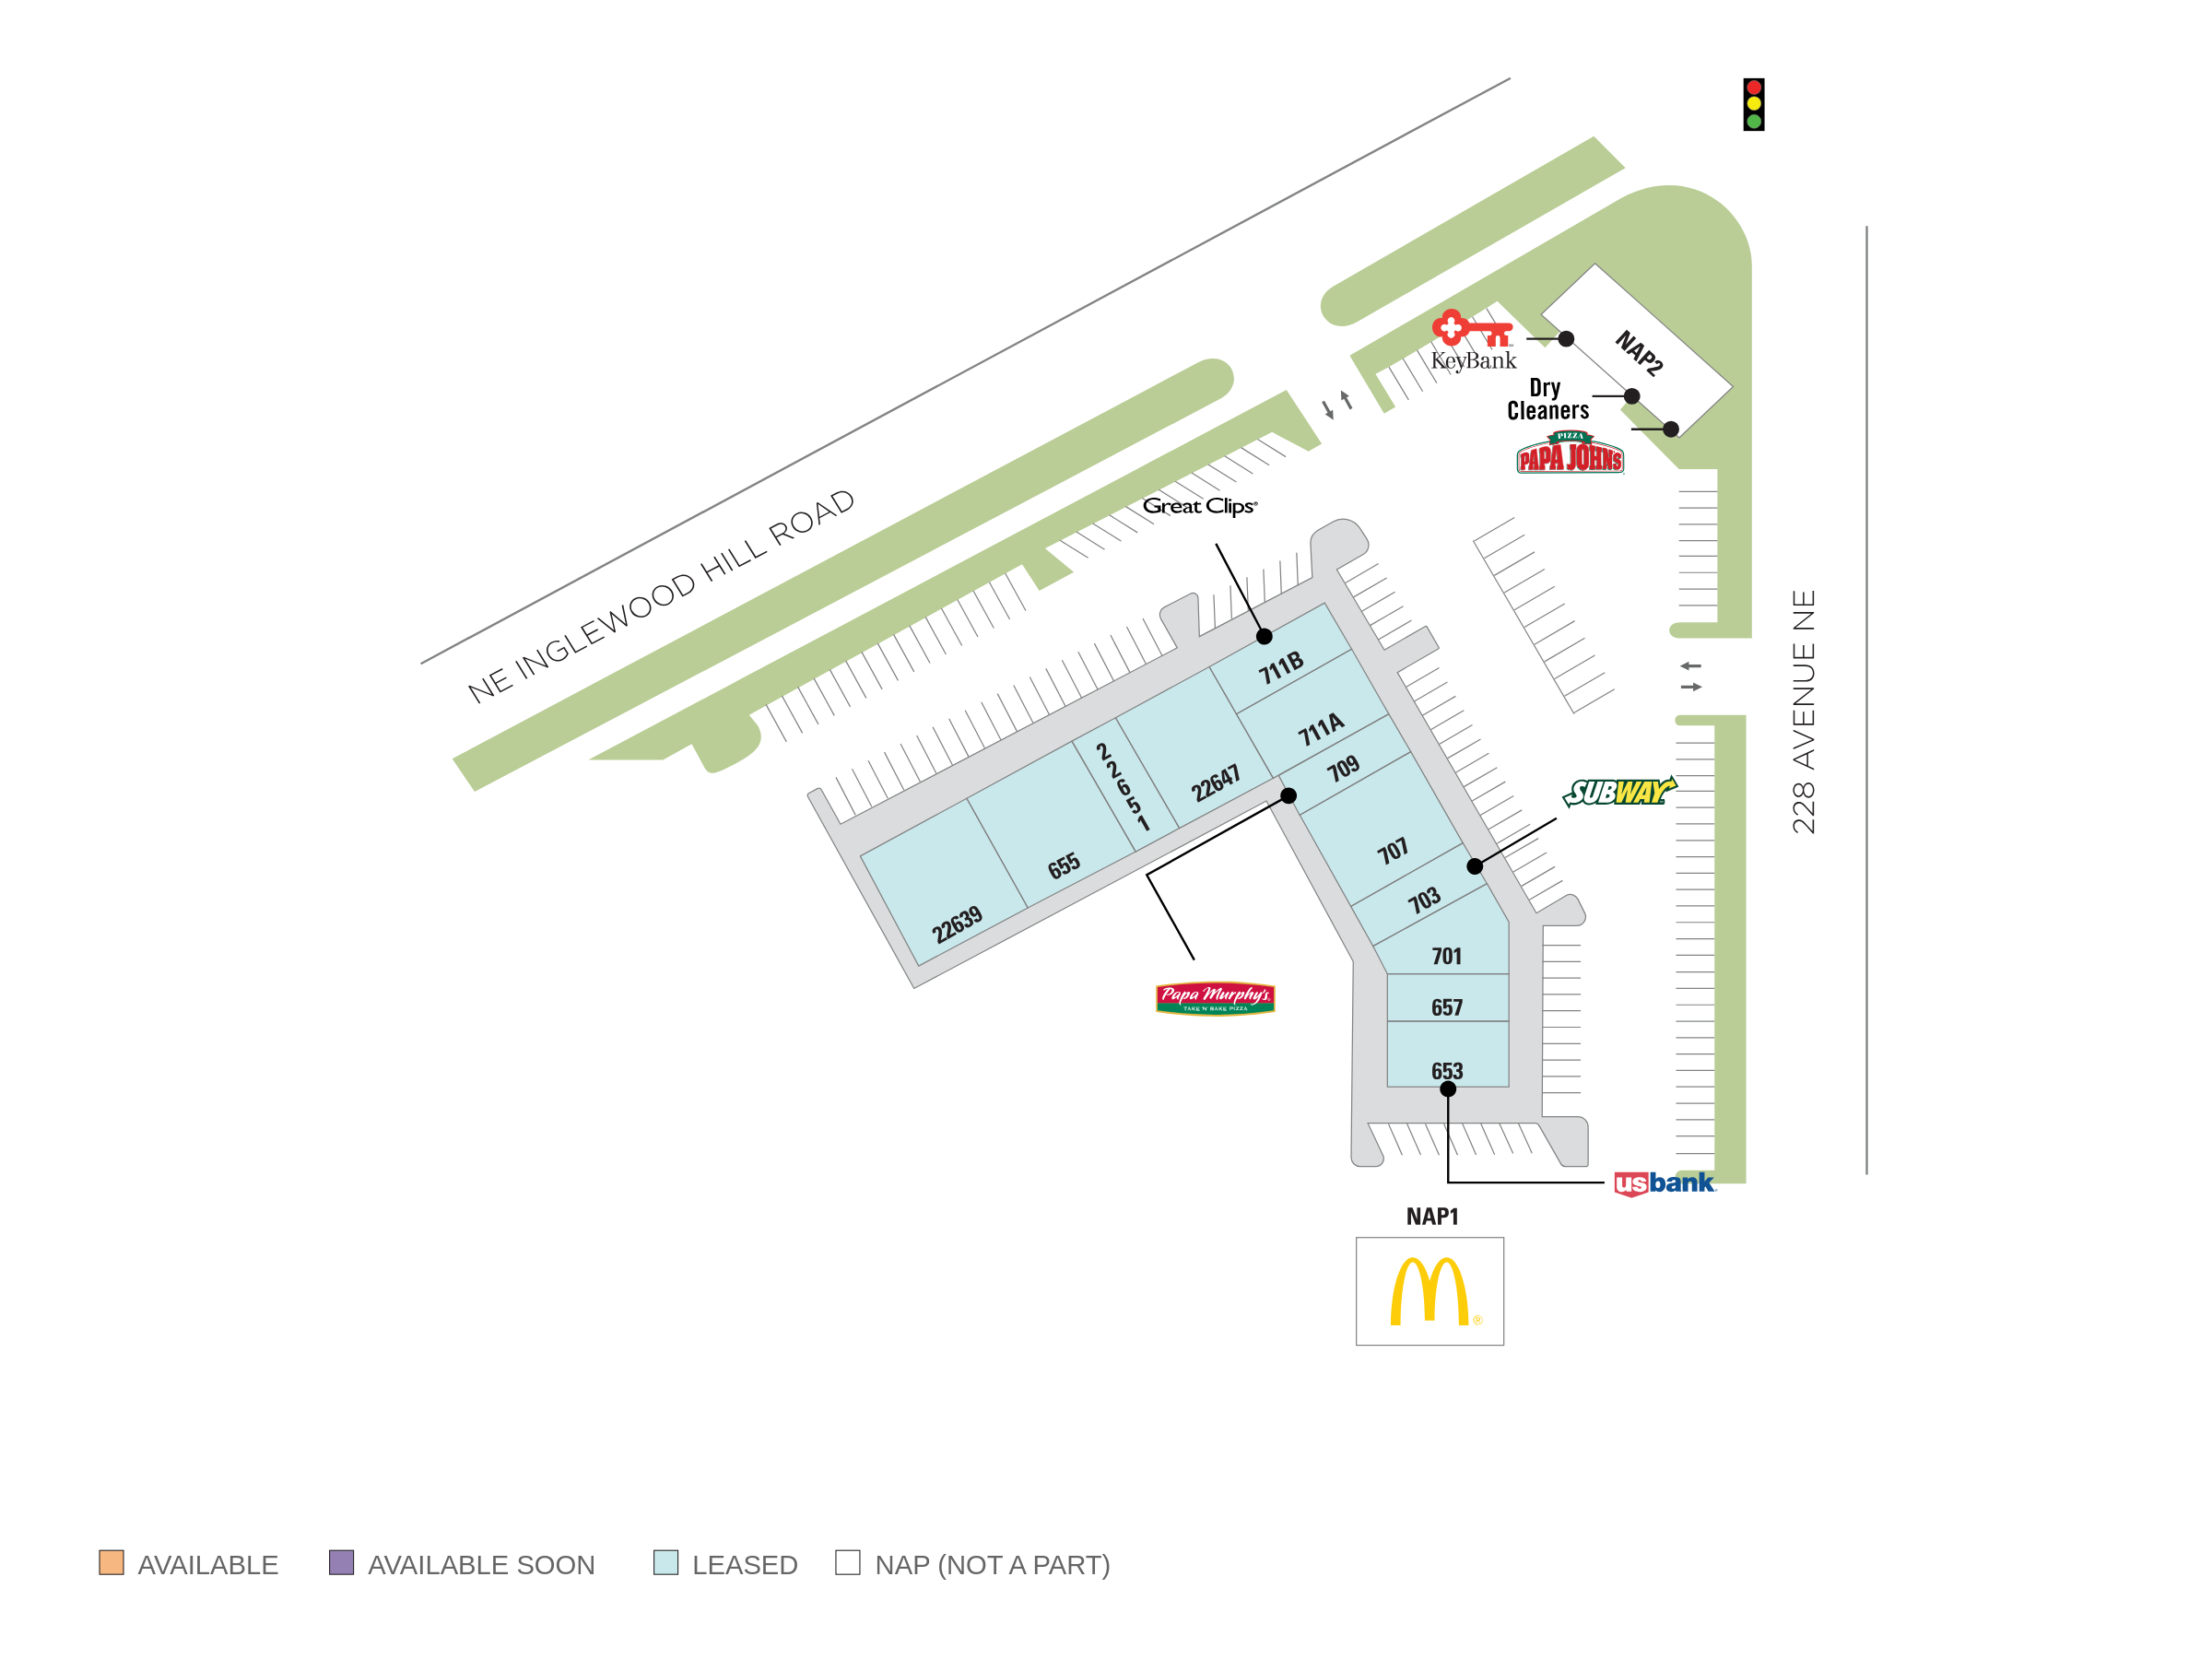 NE INGLEWOOD HILL ROAD
228 AVENUE NE
KeyBank
NAP2
Dry
Cleaners
PIZZA
PAPA JOHN'S
Great Clips®
711B
711A
709
22647
22651
655
22639
707
703
701
657
653
SUBWAY
Papa Murphy's
TAKE 'N' BAKE PIZZA
usbank
NAP1
®
AVAILABLE
AVAILABLE SOON
LEASED
NAP (NOT A PART)